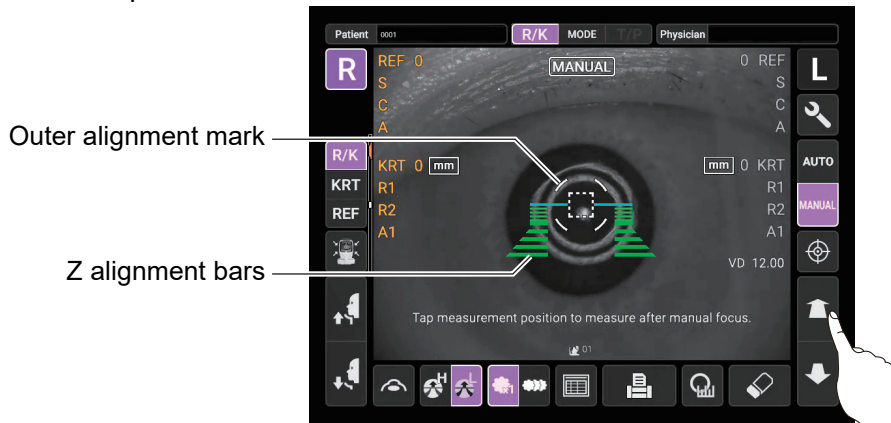 Patient 0001 R/K MODE T/P Physician
R REF 0 MANUAL 0 REF L
S S
C C
A A
Outer alignment mark
R/K KRT 0 mm mm 0 KRT AUTO
KRT R1 R1
REF R2 R2 MANUAL
A1 A1
Z alignment bars VD 12.00
Tap measurement position to measure after manual focus.
01
H L R1